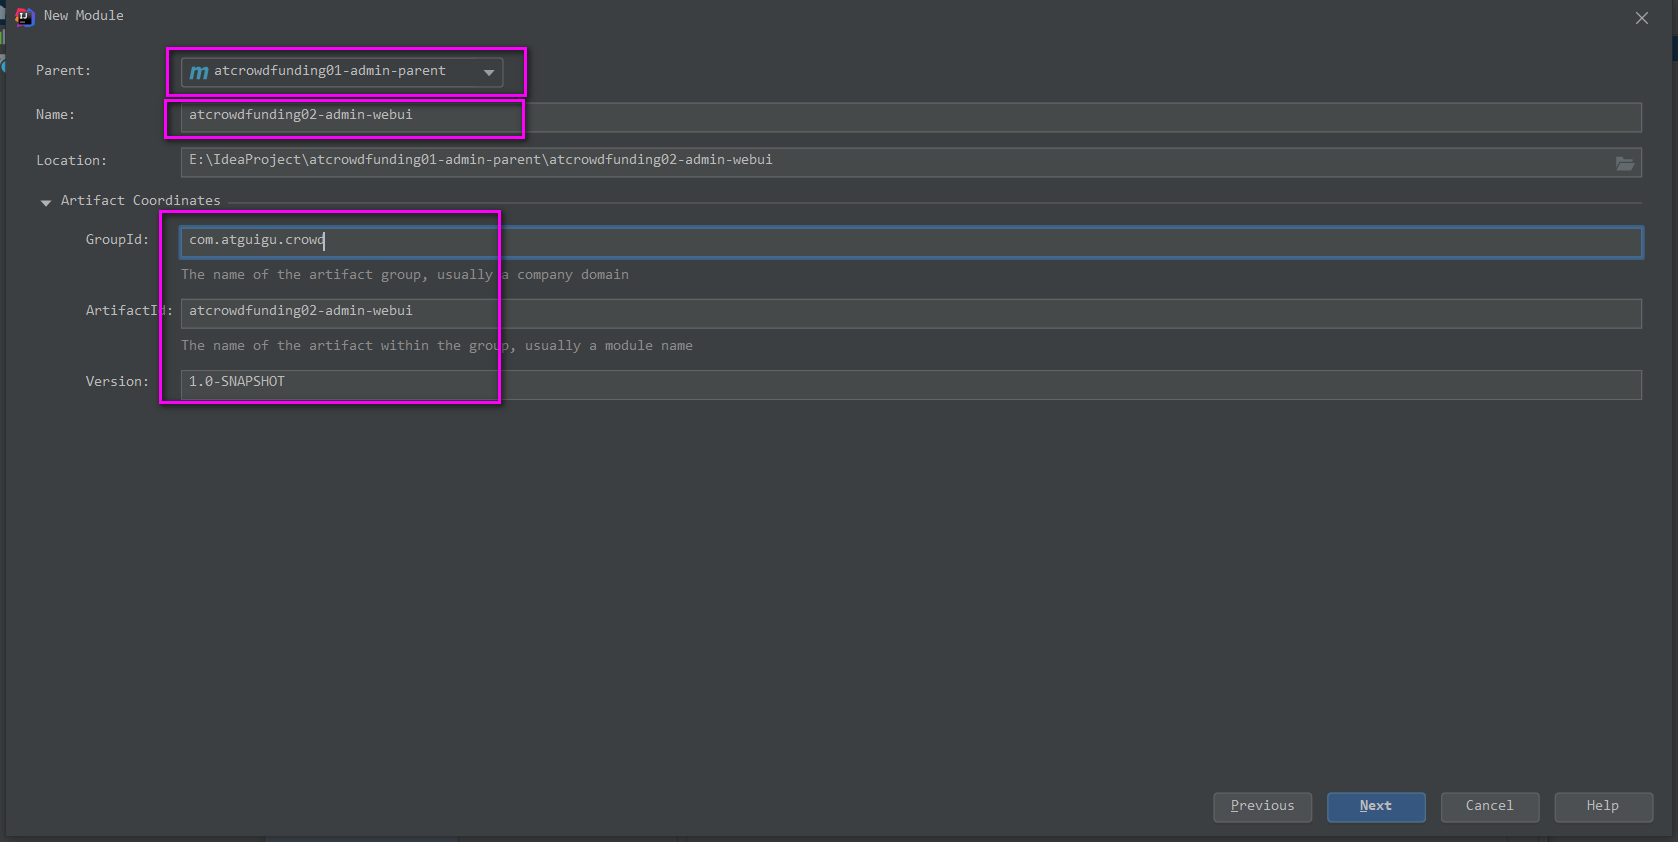 New Module
Parent: atcrowdfunding01-admin-parent
Name: atcrowdfunding02-admin-webui
Location: E:\IdeaProject\atcrowdfunding01-admin-parent\atcrowdfunding02-admin-webui
Artifact Coordinates
GroupId: com.atguigu.crowd
The name of the artifact group, usually a company domain
ArtifactId: atcrowdfunding02-admin-webui
The name of the artifact within the group, usually a module name
Version: 1.0-SNAPSHOT
Previous Next Cancel Help